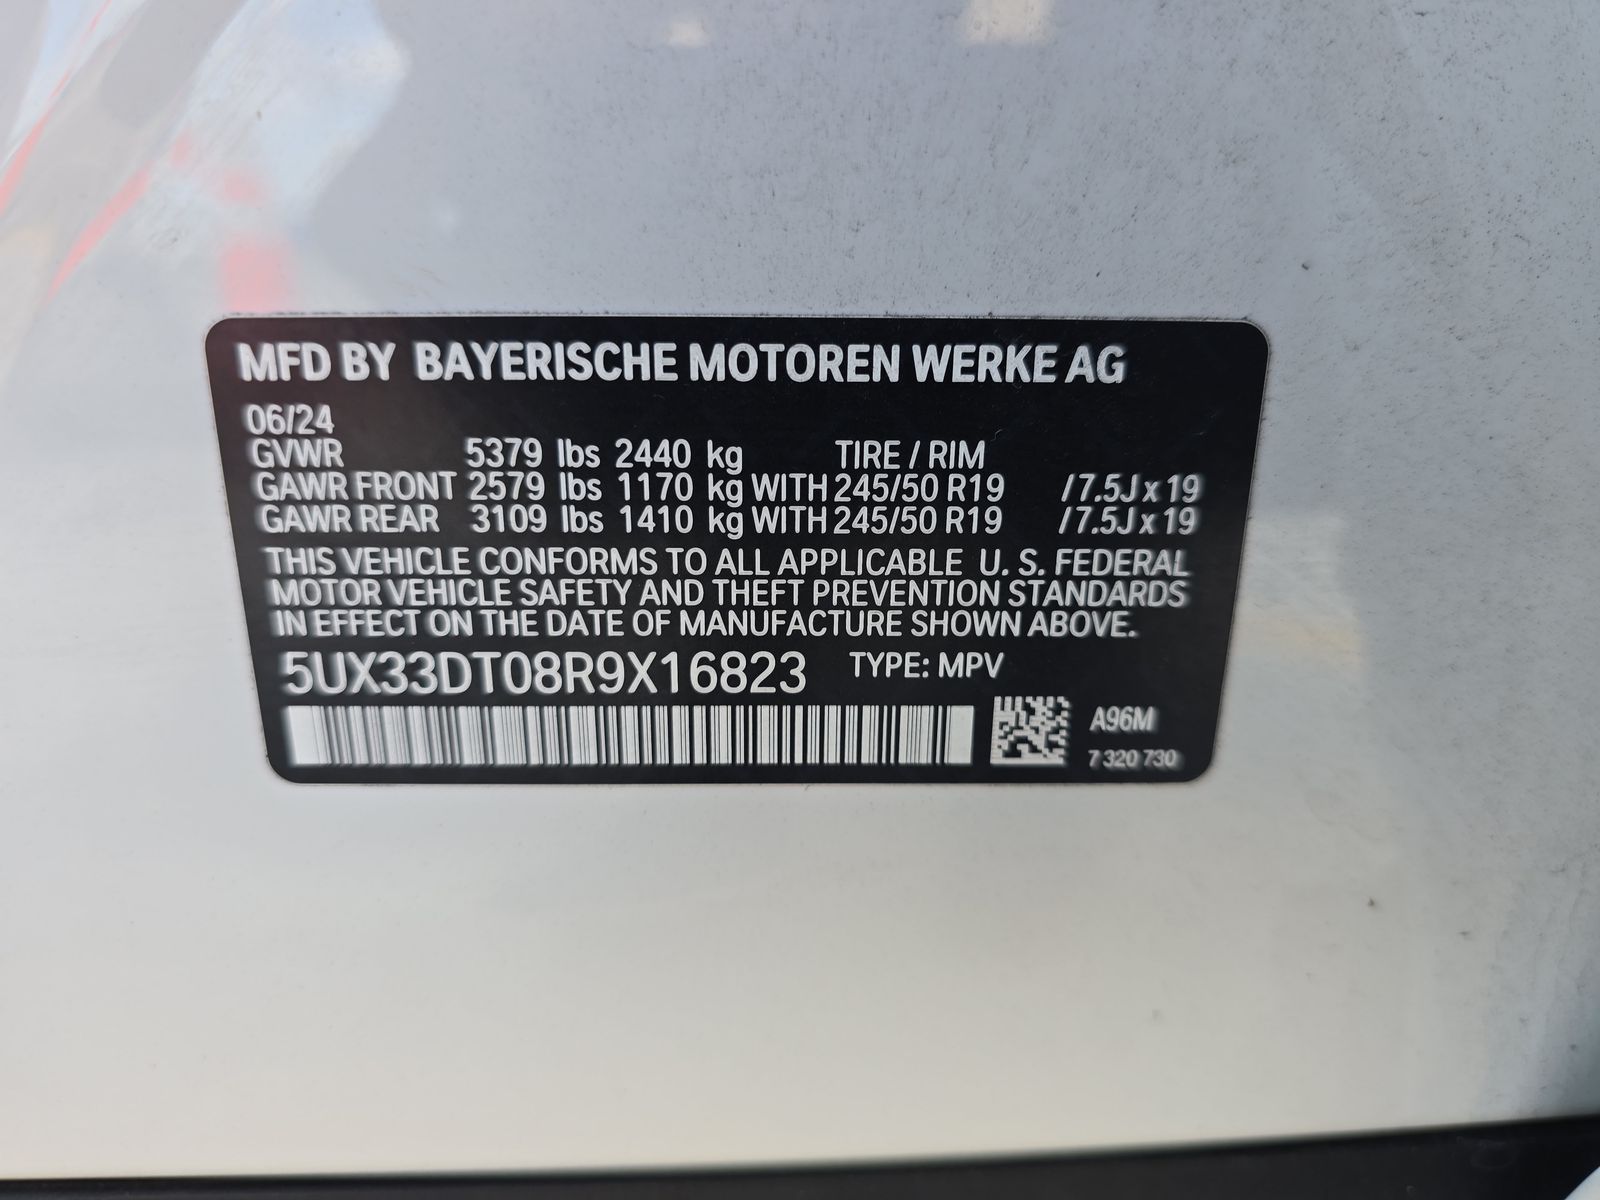 MFD BY BAYERISCHE MOTOREN WERKE AG
06/24
GVWR 5379 lbs 2440 kg TIRE / RIM
GAWR FRONT 2579 lbs 1170 kg WITH 245/50 R19 /7.5J x 19
GAWR REAR 3109 lbs 1410 kg WITH 245/50 R19 /7.5J x 19
THIS VEHICLE CONFORMS TO ALL APPLICABLE U. S. FEDERAL
MOTOR VEHICLE SAFETY AND THEFT PREVENTION STANDARDS
IN EFFECT ON THE DATE OF MANUFACTURE SHOWN ABOVE.
5UX33DT08R9X16823 TYPE: MPV
A96M
7 320 730